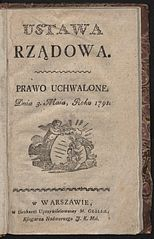 USTAWA
RZĄDOWA.
PRAWO UCHWALONE,
Dnia 3. Maia, Roku 1791.
w WARSZAWIE,
w Drukarni Uprzywileiowaney M. GRÖLLA,
Księgarza Nadwornego J. K. Mci.